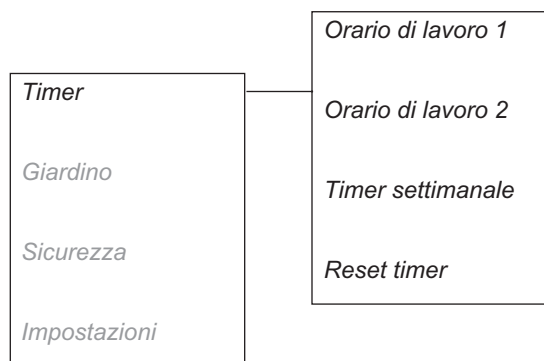 Timer
Giardino
Sicurezza
Impostazioni
Orario di lavoro 1
Orario di lavoro 2
Timer settimanale
Reset timer